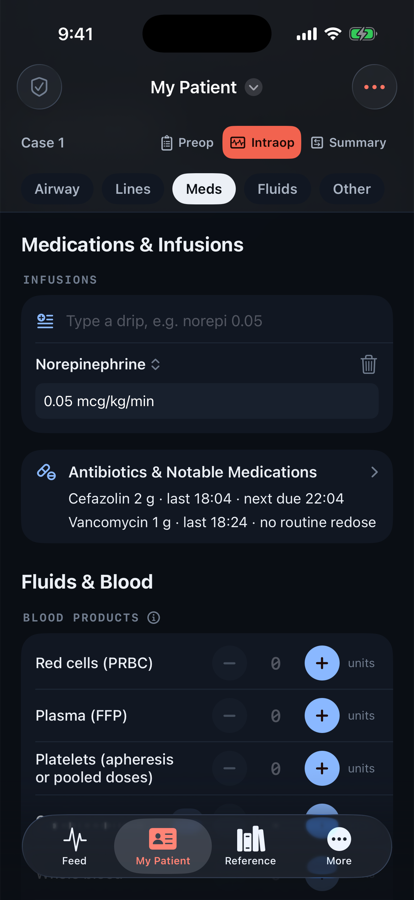 9:41
My Patient
Case 1
Preop
Intraop
Summary
Airway
Lines
Meds
Fluids
Other
Medications & Infusions
INFUSIONS
Type a drip, e.g. norepi 0.05
Norepinephrine
0.05 mcg/kg/min
Antibiotics & Notable Medications
Cefazolin 2 g · last 18:04 · next due 22:04
Vancomycin 1 g · last 18:24 · no routine redose
Fluids & Blood
BLOOD PRODUCTS
Red cells (PRBC)
0
units
Plasma (FFP)
0
units
Platelets (apheresis
or pooled doses)
0
units
Feed
My Patient
Reference
More